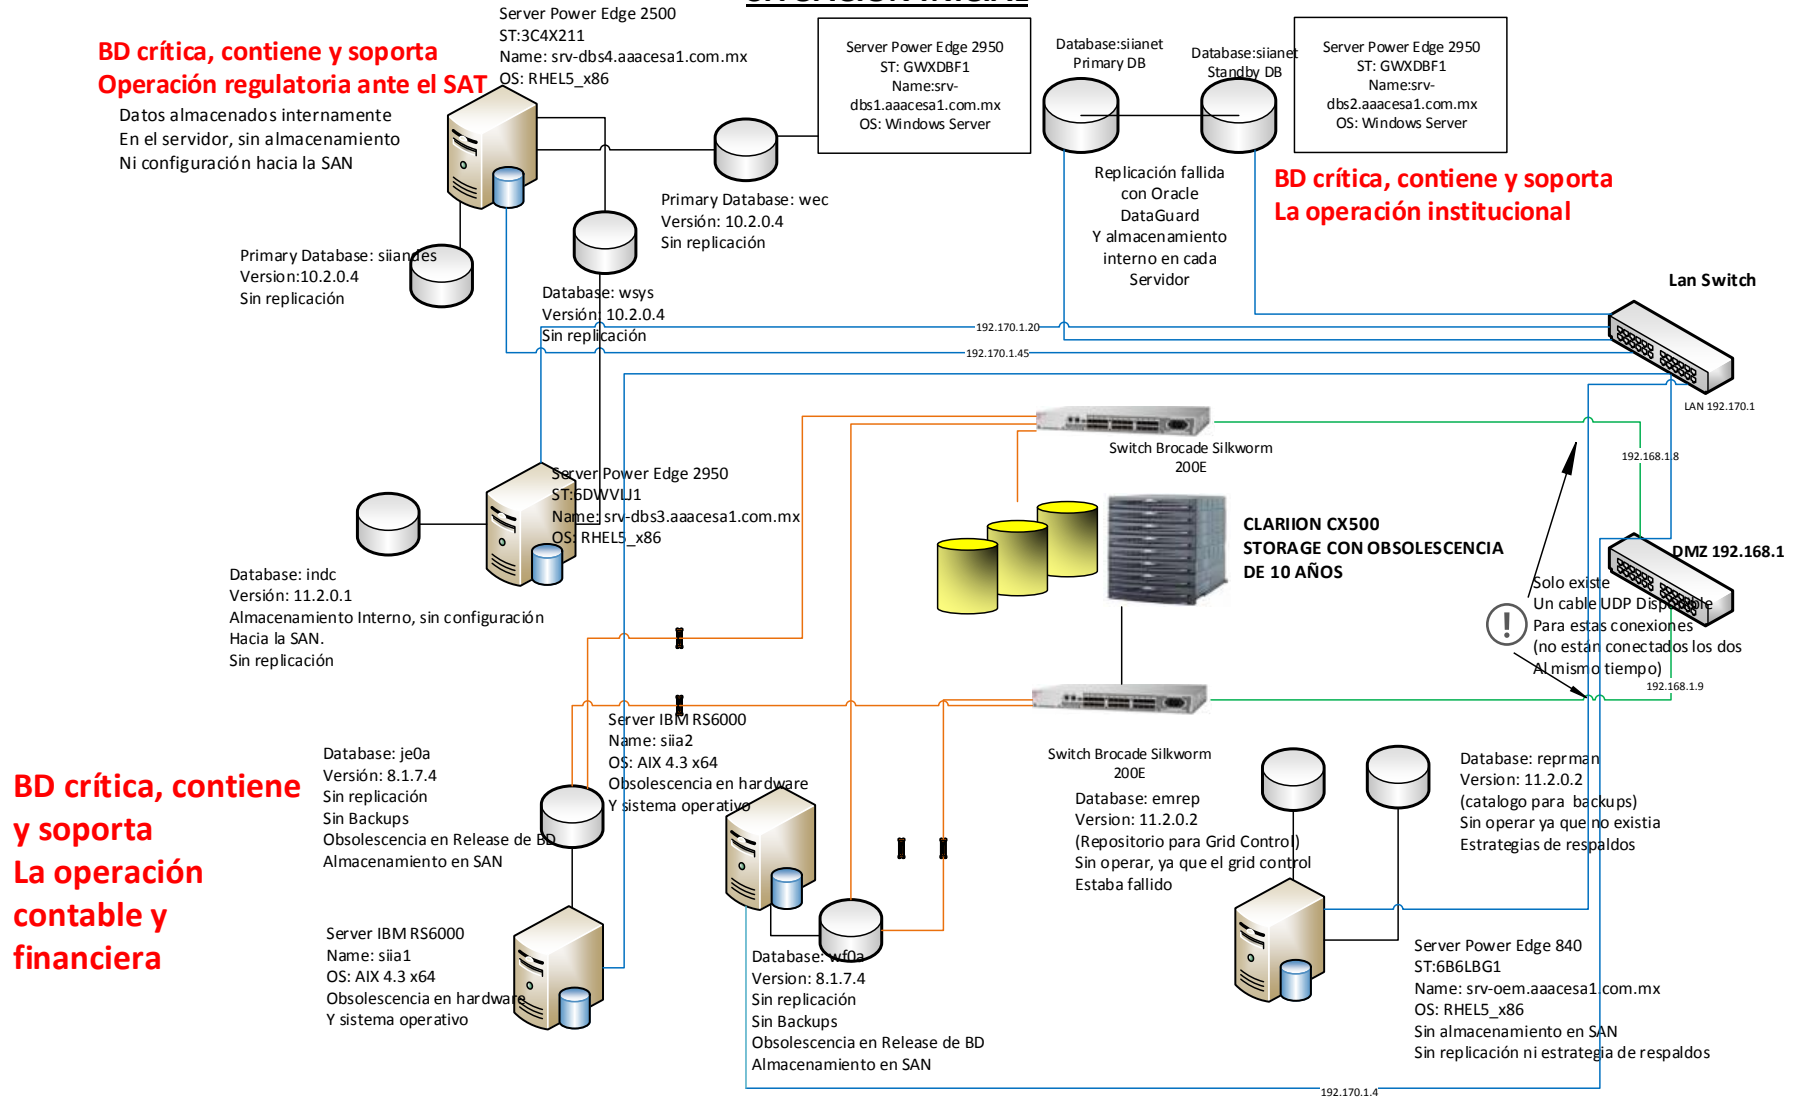 SITUACIÓN INICIAL
Server Power Edge 2500
ST:3C4X211
Name: srv-dbs4.aaacesa1.com.mx
OS: RHEL5_x86
BD crítica, contiene y soporta
Operación regulatoria ante el SAT
Datos almacenados internamente
En el servidor, sin almacenamiento
Ni configuración hacia la SAN
Server Power Edge 2950
ST: GWXDBF1
Name:srv-
dbs1.aaacesa1.com.mx
OS: Windows Server
Database:siianet
Primary DB
Database:siianet
Standby DB
Server Power Edge 2950
ST: GWXDBF1
Name:srv-
dbs2.aaacesa1.com.mx
OS: Windows Server
Primary Database: wec
Versión: 10.2.0.4
Sin replicación
Replicación fallida
con Oracle
DataGuard
Y almacenamiento
interno en cada
Servidor
BD crítica, contiene y soporta
La operación institucional
Primary Database: siiandes
Version:10.2.0.4
Sin replicación
Database: wsys
Versión: 10.2.0.4
Sin replicación
Lan Switch
192.170.1.20
192.170.1.45
LAN 192.170.1
Switch Brocade Silkworm
200E
192.168.1.8
Server Power Edge 2950
ST:6DWVLJ1
Name: srv-dbs3.aaacesa1.com.mx
OS: RHEL5_x86
CLARIION CX500
STORAGE CON OBSOLESCENCIA
DE 10 AÑOS
DMZ 192.168.1
Database: indc
Versión: 11.2.0.1
Almacenamiento Interno, sin configuración
Hacia la SAN.
Sin replicación
Solo existe
Un cable UDP Disponible
Para estas conexiones
(no están conectados los dos
Al mismo tiempo)
192.168.1.9
Server IBM RS6000
Name: siia2
OS: AIX 4.3 x64
Obsolescencia en hardware
Y sistema operativo
Database: je0a
Versión: 8.1.7.4
Sin replicación
Sin Backups
Obsolescencia en Release de BD
Almacenamiento en SAN
BD crítica, contiene
y soporta
La operación
contable y
financiera
Switch Brocade Silkworm
200E
Database: emrep
Version: 11.2.0.2
(Repositorio para Grid Control)
Sin operar, ya que el grid control
Estaba fallido
Database: reprman
Version: 11.2.0.2
(catalogo para backups)
Sin operar ya que no existia
Estrategias de respaldos
Server IBM RS6000
Name: siia1
OS: AIX 4.3 x64
Obsolescencia en hardware
Y sistema operativo
Database: wf0a
Version: 8.1.7.4
Sin replicación
Sin Backups
Obsolescencia en Release de BD
Almacenamiento en SAN
Server Power Edge 840
ST:6B6LBG1
Name: srv-oem.aaacesa1.com.mx
OS: RHEL5_x86
Sin almacenamiento en SAN
Sin replicación ni estrategia de respaldos
192.170.1.4